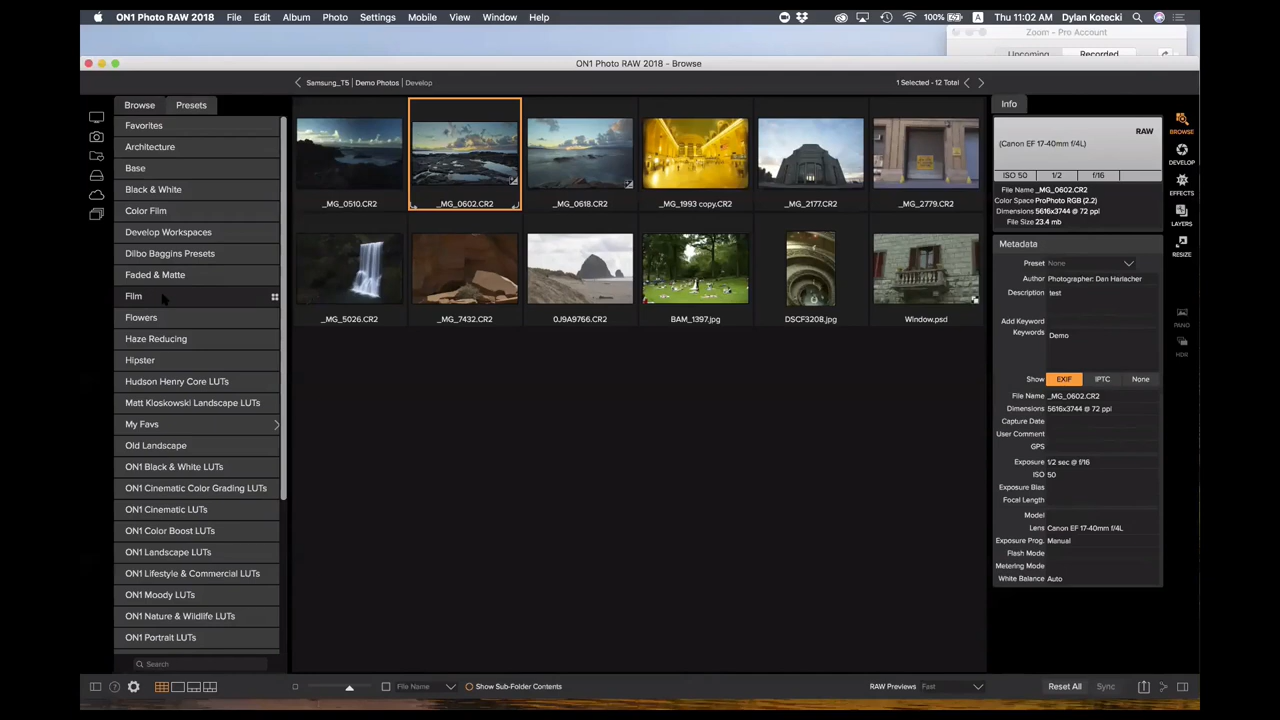 ON1 Photo RAW 2018 File Edit Album Photo Settings Mobile View Window Help 100% A Thu 11:02 AM Dylan Kotecki
Zoom - Pro Account
Upcoming Recorded
ON1 Photo RAW 2018 - Browse
Samsung_T5 Demo Photos Develop 1 Selected - 12 Total
Browse Presets
Favorites
Architecture
Base
Black & White
Color Film
Develop Workspaces
Dilbo Baggins Presets
Faded & Matte
Film
Flowers
Haze Reducing
Hipster
Hudson Henry Core LUTs
Matt Kloskowski Landscape LUTs
My Favs
Old Landscape
ON1 Black & White LUTs
ON1 Cinematic Color Grading LUTs
ON1 Cinematic LUTs
ON1 Color Boost LUTs
ON1 Landscape LUTs
ON1 Lifestyle & Commercial LUTs
ON1 Moody LUTs
ON1 Nature & Wildlife LUTs
ON1 Portrait LUTs
Search
_MG_0510.CR2 _MG_0602.CR2 _MG_0618.CR2 _MG_1993 copy.CR2 _MG_2177.CR2 _MG_2779.CR2
_MG_5026.CR2 _MG_7432.CR2 0J9A9766.CR2 BAM_1397.jpg DSCF3208.jpg Window.psd
Info
RAW
(Canon EF 17-40mm f/4L)
ISO 50 1/2 f/16
File Name _MG_0602.CR2
Color Space ProPhoto RGB (2.2)
Dimensions 5616x3744 @ 72 ppi
File Size 23.4 mb
Metadata
Preset None
Author Photographer: Dan Harlacher
Description test
Add Keyword
Keywords Demo
Show EXIF IPTC None
File Name _MG_0602.CR2
Dimensions 5616x3744 @ 72 ppi
Capture Date
User Comment
GPS
Exposure 1/2 sec @ f/16
ISO 50
Exposure Bias
Focal Length
Model
Lens Canon EF 17-40mm f/4L
Exposure Prog. Manual
Flash Mode
Metering Mode
White Balance Auto
BROWSE
DEVELOP
EFFECTS
LAYERS
RESIZE
PANO
HDR
File Name Show Sub-Folder Contents RAW Previews Fast Reset All Sync